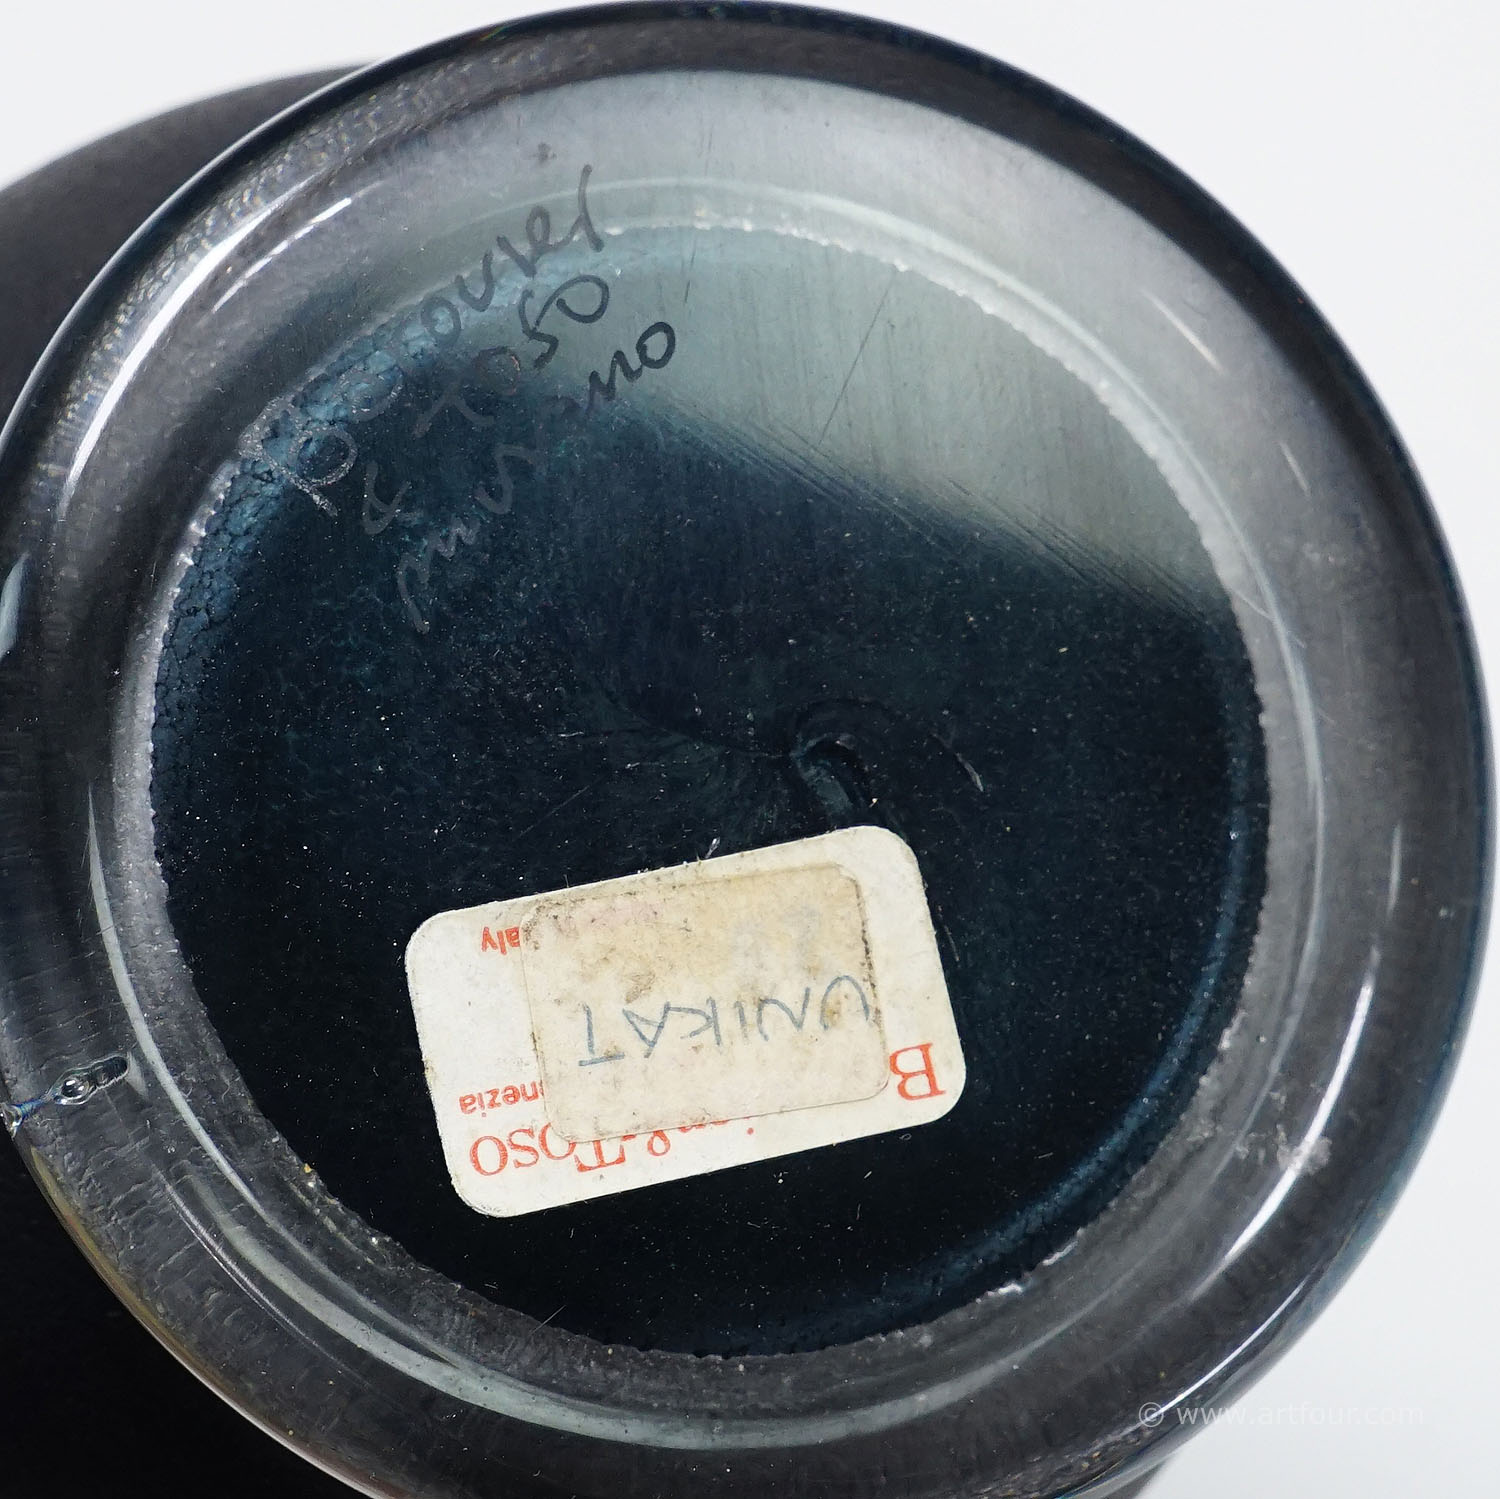 Barovier
& Toso
murano
B
&Toso
nezia
aly
UNIKAT
© www.artfour.com